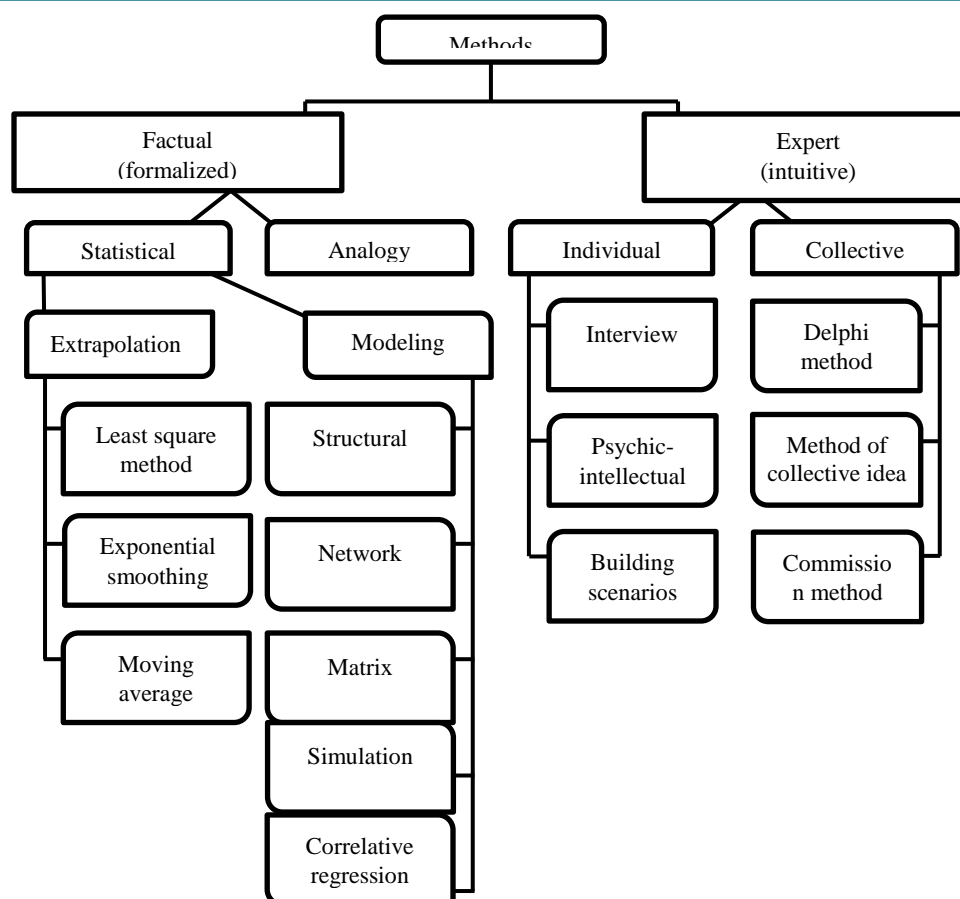 Methods
Factual
(formalized)
Expert
(intuitive)
Statistical
Analogy
Individual
Collective
Extrapolation
Modeling
Interview
Delphi
method
Least square
method
Structural
Psychic-
intellectual
Method of
collective idea
Exponential
smoothing
Network
Building
scenarios
Commissio
n method
Moving
average
Matrix
Simulation
Correlative
regression